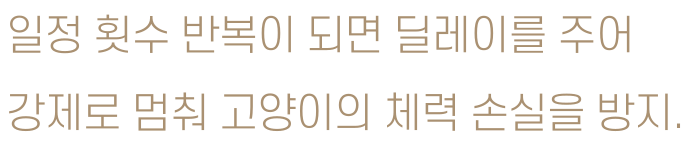 일정 횟수 반복이 되면 딜레이를 주어
강제로 멈춰 고양이의 체력 손실을 방지.